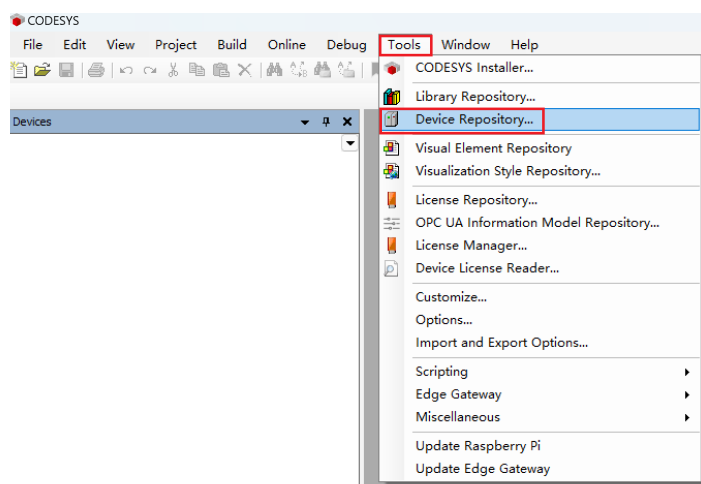 CODESYS
File Edit View Project Build Online Debug Tools Window Help
Devices
CODESYS Installer...
Library Repository...
Device Repository...
Visual Element Repository
Visualization Style Repository...
License Repository...
OPC UA Information Model Repository...
License Manager...
Device License Reader...
Customize...
Options...
Import and Export Options...
Scripting
Edge Gateway
Miscellaneous
Update Raspberry Pi
Update Edge Gateway